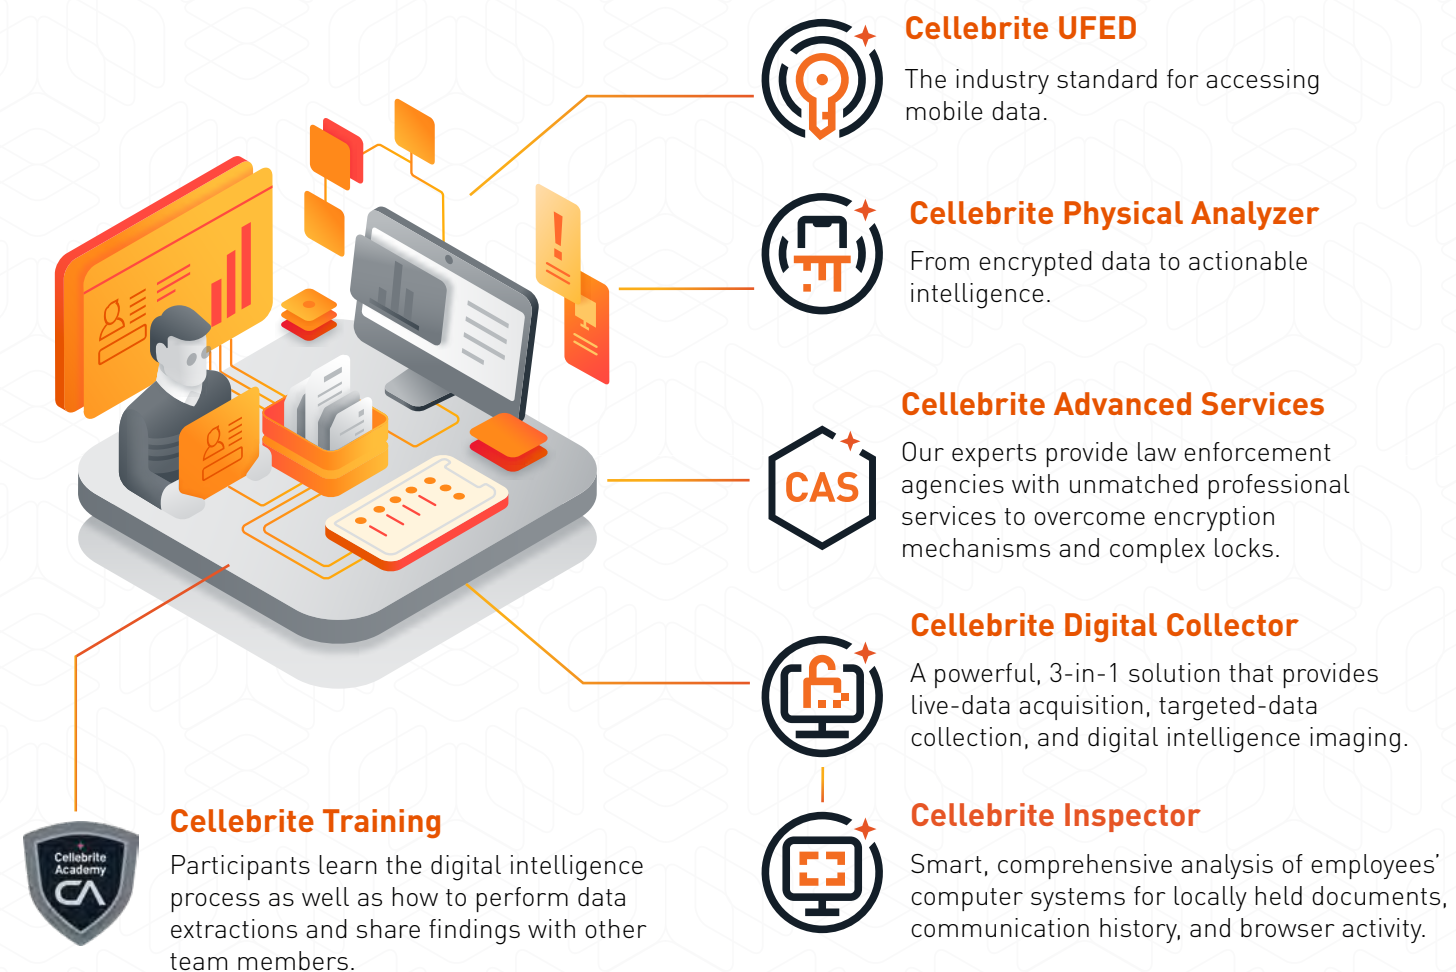 Cellebrite UFED
The industry standard for accessing
mobile data.
Cellebrite Physical Analyzer
From encrypted data to actionable
intelligence.
Cellebrite Advanced Services
CAS
Our experts provide law enforcement
agencies with unmatched professional
services to overcome encryption
mechanisms and complex locks.
Cellebrite Digital Collector
A powerful, 3-in-1 solution that provides
live-data acquisition, targeted-data
collection, and digital intelligence imaging.
Cellebrite Inspector
Smart, comprehensive analysis of employees’
computer systems for locally held documents,
communication history, and browser activity.
Cellebrite
Academy
CA
Cellebrite Training
Participants learn the digital intelligence
process as well as how to perform data
extractions and share findings with other
team members.